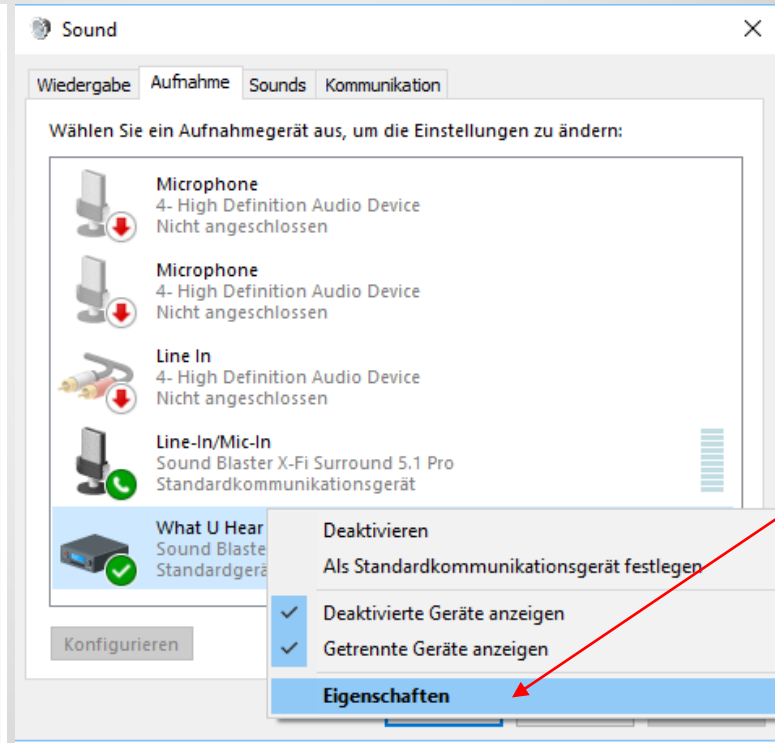 Sound
Wiedergabe Aufnahme Sounds Kommunikation
Wählen Sie ein Aufnahmegerät aus, um die Einstellungen zu ändern:
Microphone
4- High Definition Audio Device
Nicht angeschlossen
Microphone
4- High Definition Audio Device
Nicht angeschlossen
Line In
4- High Definition Audio Device
Nicht angeschlossen
Line-In/Mic-In
Sound Blaster X-Fi Surround 5.1 Pro
Standardkommunikationsgerät
What U Hear
Sound Blaste
Standardgerä
Deaktivieren
Als Standardkommunikationsgerät festlegen
Deaktivierte Geräte anzeigen
Getrennte Geräte anzeigen
Eigenschaften
Konfigurieren